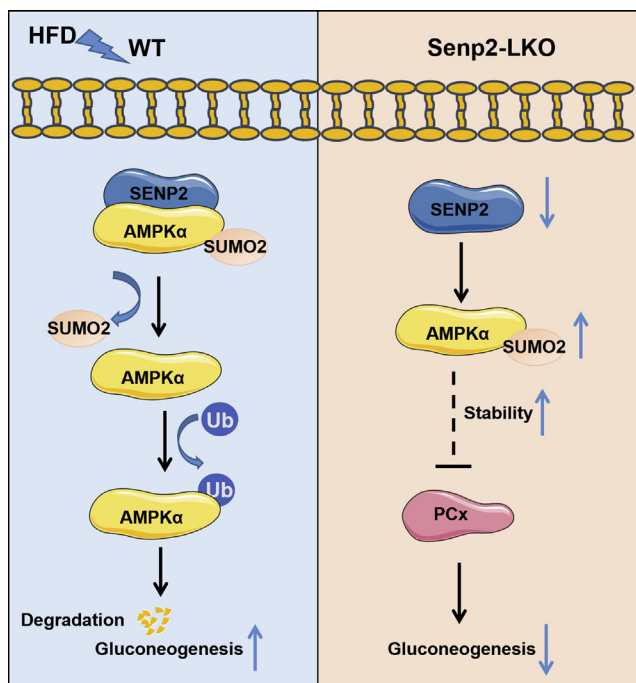 HFD
WT
SENP2
AMPKα
SUMO2
SUMO2
AMPKα
Ub
Ub
AMPKα
Degradation
Gluconeogenesis
Senp2-LKO
SENP2
AMPKα
SUMO2
Stability
PCx
Gluconeogenesis